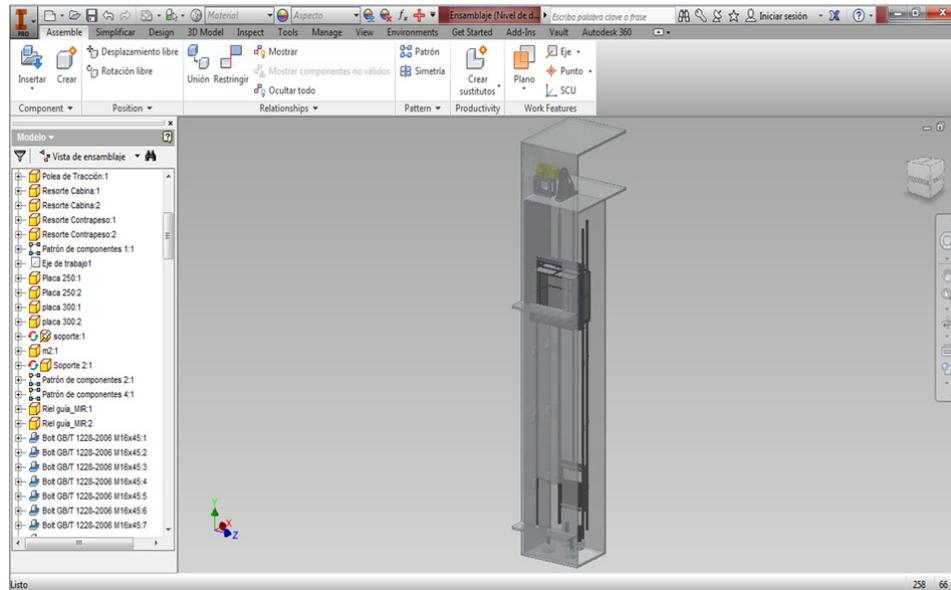 Material
Aspecto
Ensamblaje (Nivel de d...
Escriba palabra clave o frase
Iniciar sesión
PRO
Assemble Simplificar Design 3D Model Inspect Tools Manage View Environments Get Started Add-Ins Vault Autodesk 360
Insertar
Crear
Desplazamiento libre
Rotación libre
Unión
Restringir
Mostrar
Mostrar componentes no válidos
Ocultar todo
Patrón
Simetría
Crear
sustitutos
Plano
Eje
Punto
SCU
Component Position Relationships Pattern Productivity Work Features
Modelo
Vista de ensamblaje
Polea de Tracción:1
Resorte Cabina:1
Resorte Cabina:2
Resorte Contrapeso:1
Resorte Contrapeso:2
Patrón de componentes 1:1
Eje de trabajo1
Placa 250:1
Placa 250:2
placa 300:1
placa 300:2
soporte:1
m2:1
Soporte 2:1
Patrón de componentes 2:1
Patrón de componentes 4:1
Riel guía_MIR:1
Riel guía_MIR:2
Bolt GB/T 1228-2006 M16x45:1
Bolt GB/T 1228-2006 M16x45:2
Bolt GB/T 1228-2006 M16x45:3
Bolt GB/T 1228-2006 M16x45:4
Bolt GB/T 1228-2006 M16x45:5
Bolt GB/T 1228-2006 M16x45:6
Bolt GB/T 1228-2006 M16x45:7
Y
X
Z
Listo
258 66